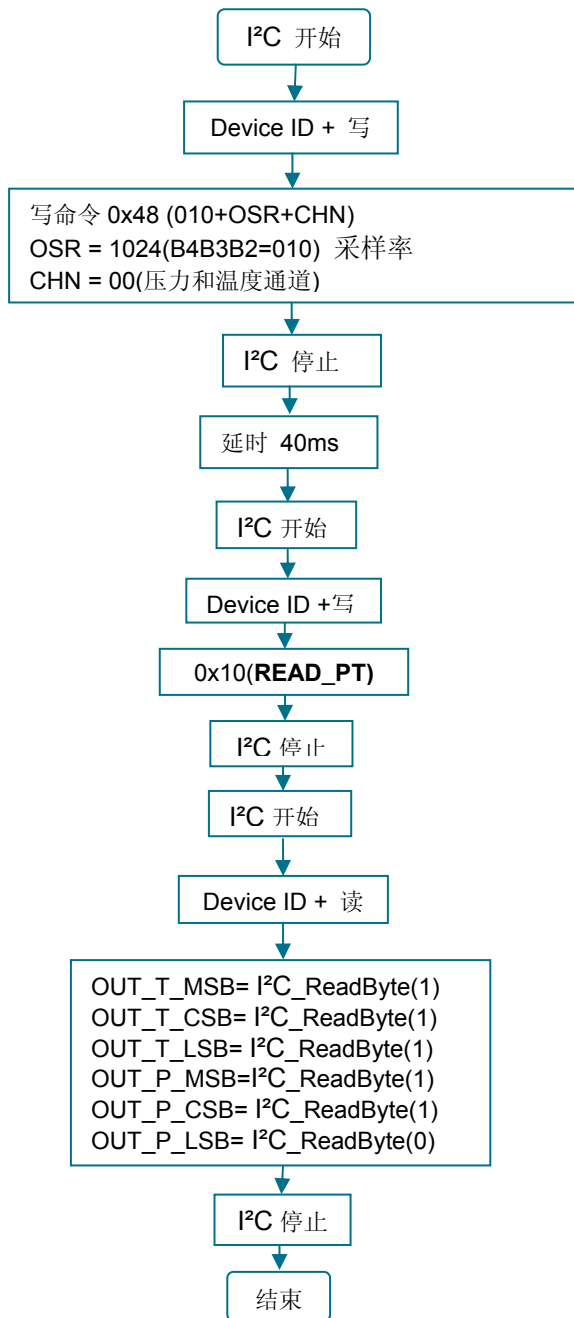 I²C 开始
Device ID + 写
写命令 0x48 (010+OSR+CHN)
OSR = 1024(B4B3B2=010) 采样率
CHN = 00(压力和温度通道)
I²C 停止
延时 40ms
I²C 开始
Device ID +写
0x10(READ_PT)
I²C 停止
I²C 开始
Device ID + 读
OUT_T_MSB= I²C_ReadByte(1)
OUT_T_CSB= I²C_ReadByte(1)
OUT_T_LSB= I²C_ReadByte(1)
OUT_P_MSB=I²C_ReadByte(1)
OUT_P_CSB= I²C_ReadByte(1)
OUT_P_LSB= I²C_ReadByte(0)
I²C 停止
结束